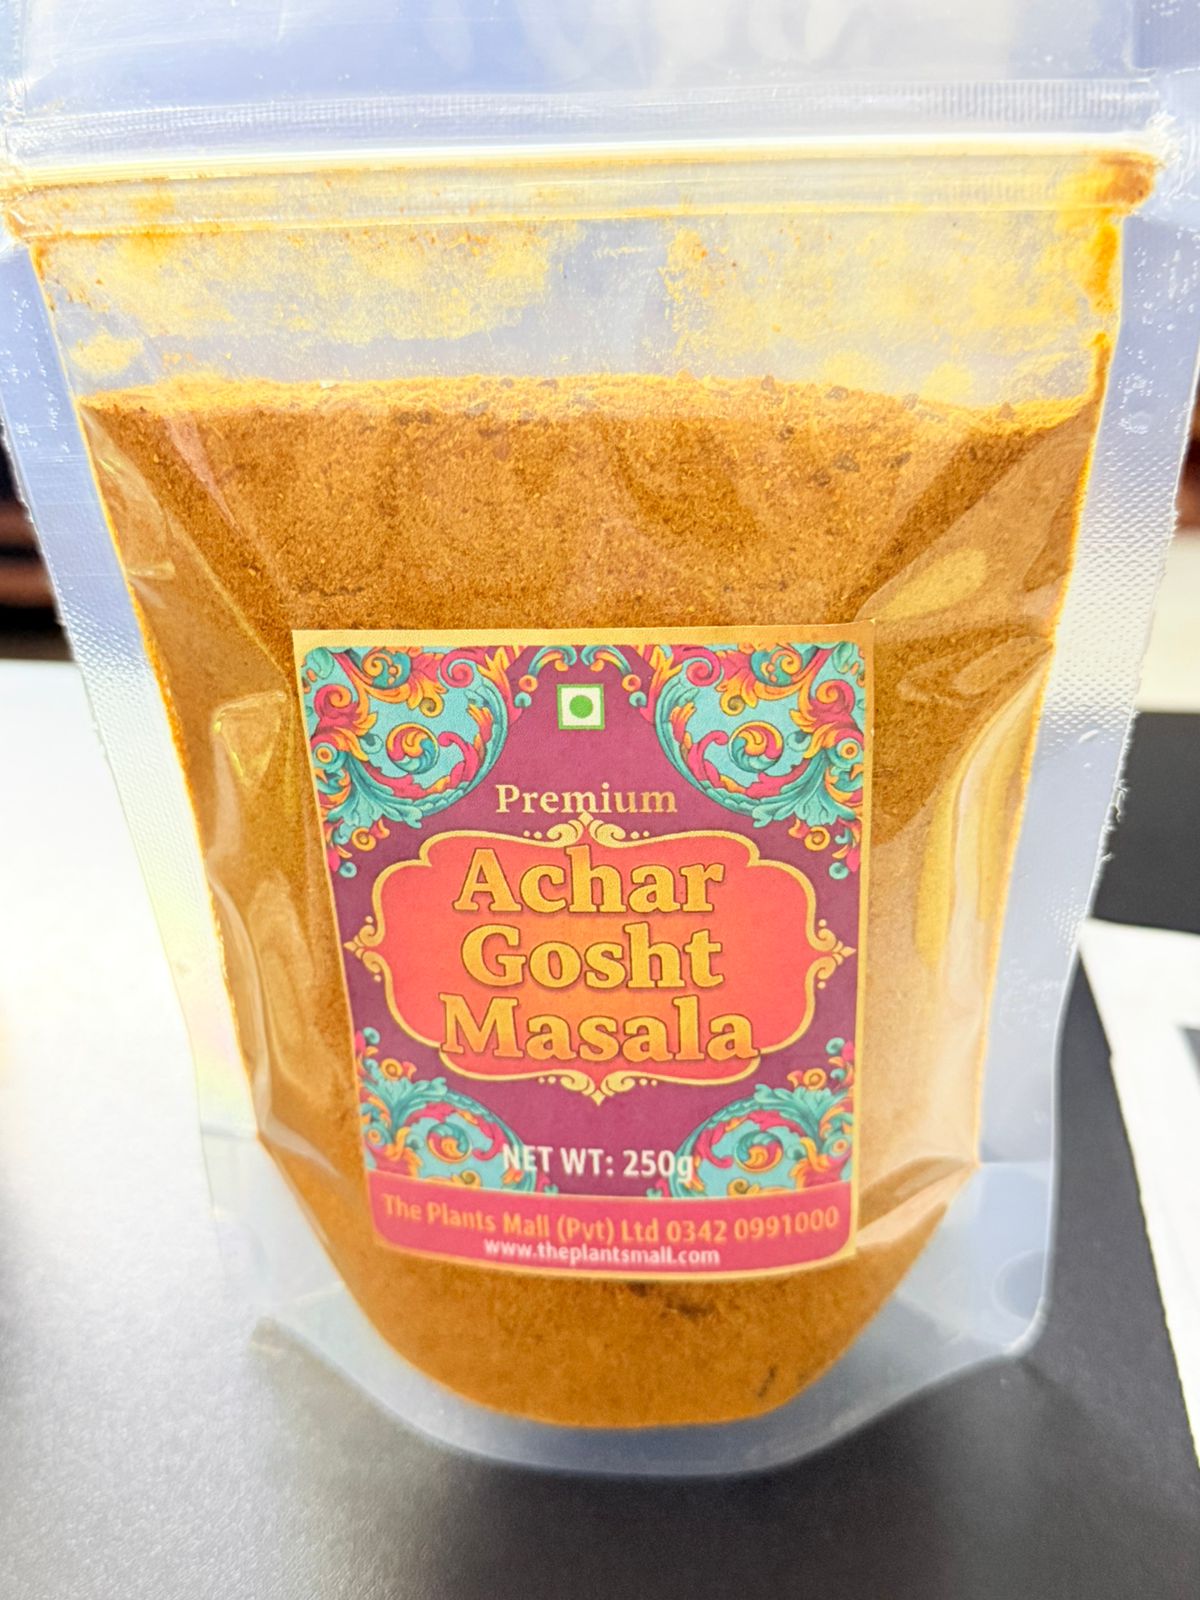 Premium
Achar
Gosht
Masala
NET WT: 250g
The Plants Mall (Pvt) Ltd 0342 0991000
www.theplantsmall.com